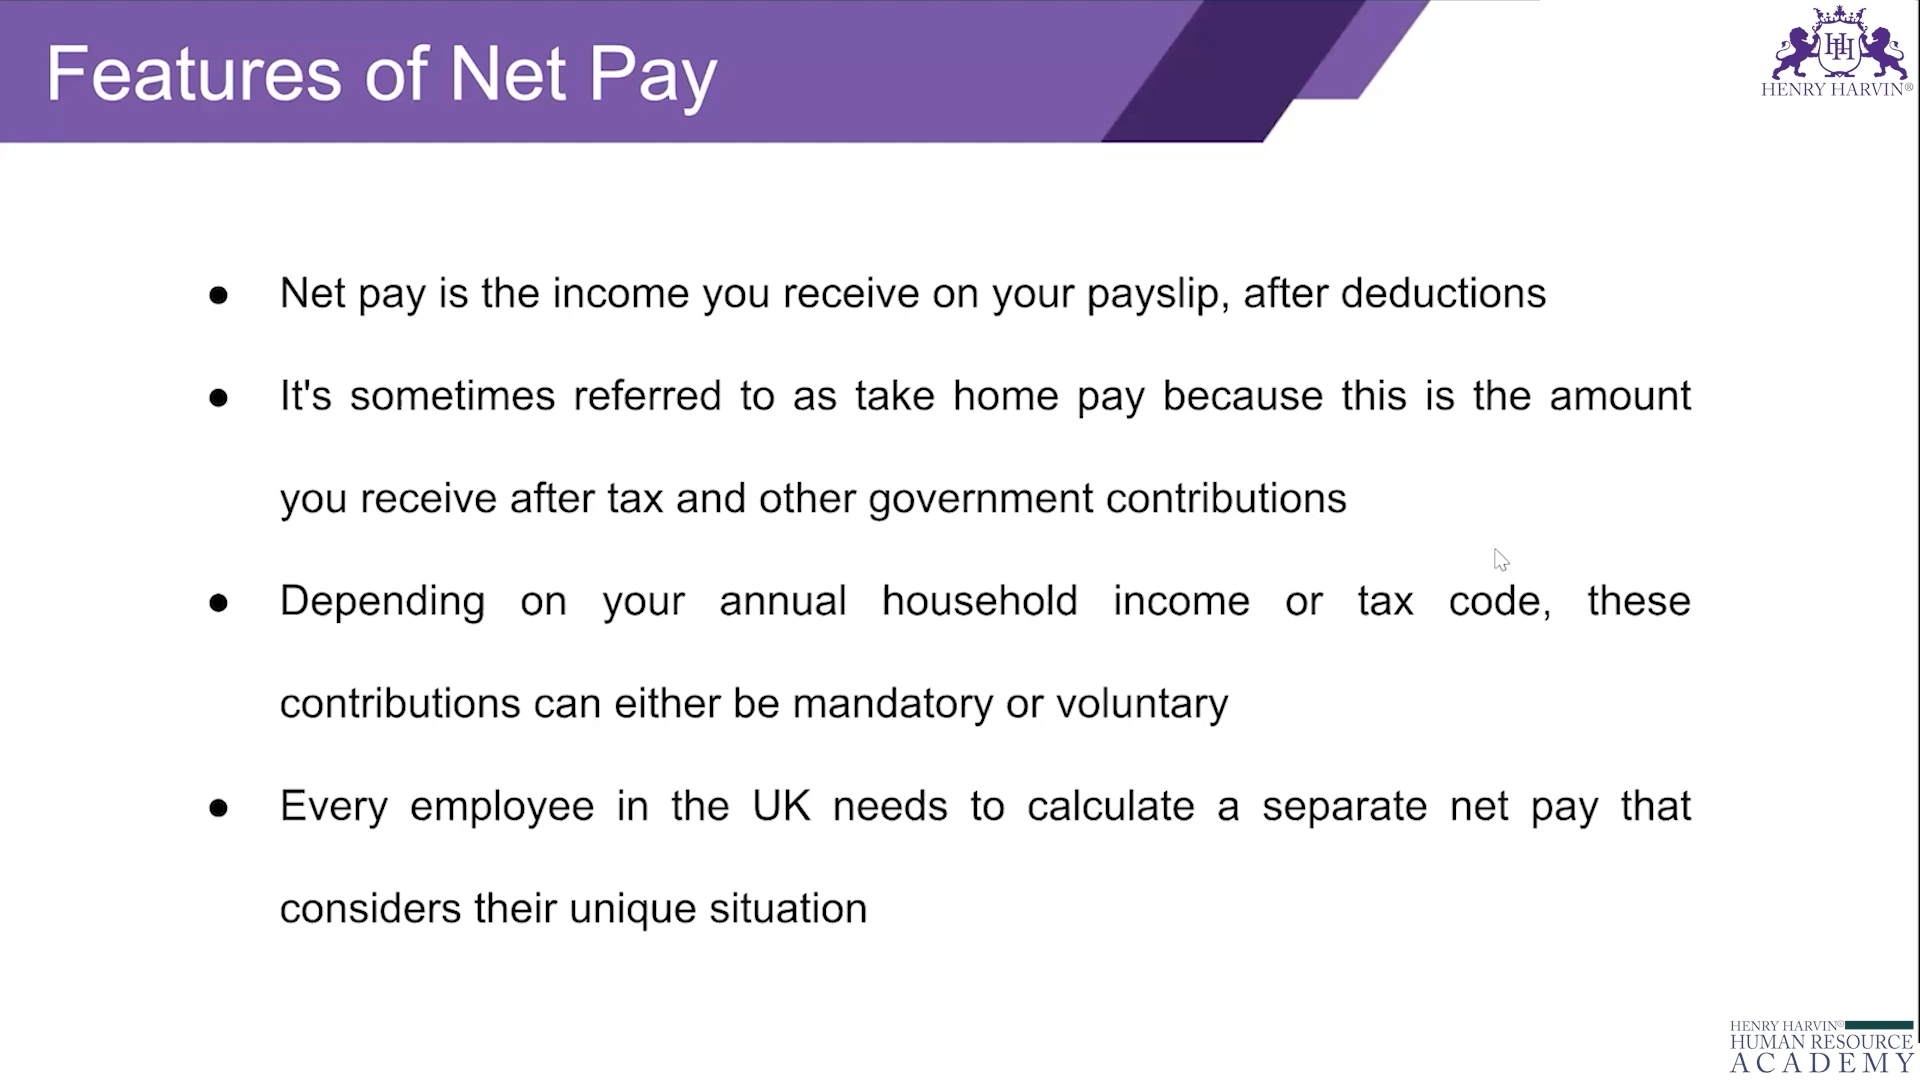 Features of Net Pay
HH
HENRY HARVIN®
● Net pay is the income you receive on your payslip, after deductions
● It's sometimes referred to as take home pay because this is the amount
you receive after tax and other government contributions
● Depending on your annual household income or tax code, these
contributions can either be mandatory or voluntary
● Every employee in the UK needs to calculate a separate net pay that
considers their unique situation
HENRY HARVIN®
HUMAN RESOURCE
ACADEMY